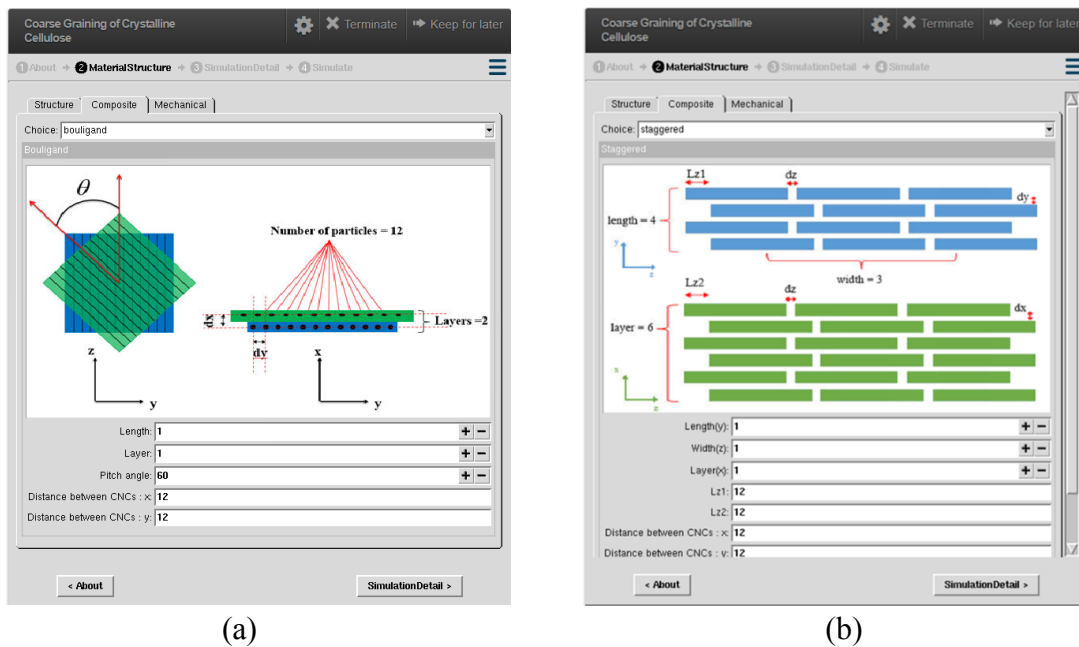 Coarse Graining of Crystalline
Cellulose
Terminate
Keep for later
1 About → 2 MaterialStructure → 3 SimulationDetail → 4 Simulate
Structure
Composite
Mechanical
Choice: bouligand
Bouligand
θ
Number of particles = 12
dx
Layers =2
dy
z
y
x
y
Length: 1 + −
Layer: 1 + −
Pitch angle: 60 + −
Distance between CNCs : x: 12
Distance between CNCs : y: 12
< About
SimulationDetail >
(a)
Coarse Graining of Crystalline
Cellulose
Terminate
Keep for later
1 About → 2 MaterialStructure → 3 SimulationDetail → 4 Simulate
Structure
Composite
Mechanical
Choice: staggered
Staggered
Lz1
dz
dy
length = 4
y
z
width = 3
Lz2
dz
dx
layer = 6
x
z
Length(y): 1 + −
Width(z): 1 + −
Layer(x): 1 + −
Lz1: 12
Lz2: 12
Distance between CNCs : x: 12
Distance between CNCs : y: 12
< About
SimulationDetail >
(b)